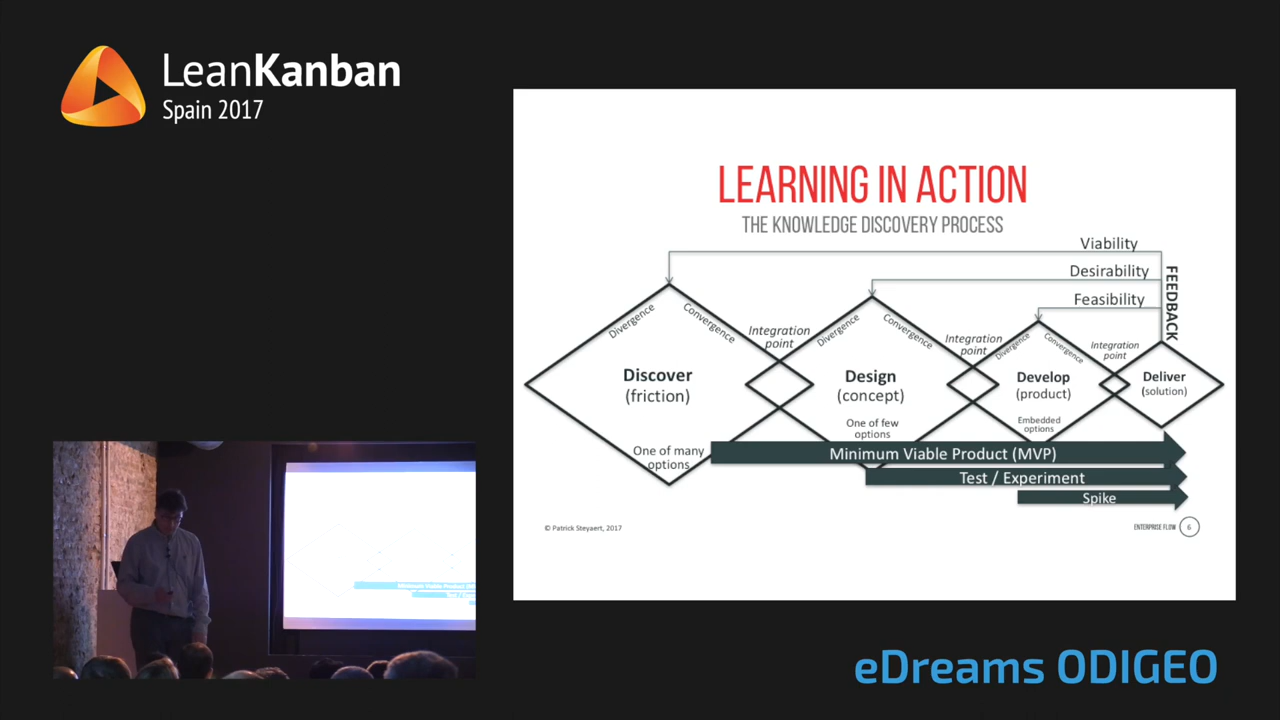 LeanKanban
Spain 2017
LEARNING IN ACTION
THE KNOWLEDGE DISCOVERY PROCESS
Viability
Desirability
Feasibility
FEEDBACK
Divergence
Convergence
Integration
point
Divergence
Convergence
Integration
point
Divergence
Convergence
Integration
point
Discover
(friction)
Design
(concept)
Develop
(product)
Deliver
(solution)
One of many
options
One of few
options
Embedded
options
Minimum Viable Product (MVP)
Test / Experiment
Spike
© Patrick Steyaert, 2017
ENTERPRISE FLOW 6
eDreams ODIGEO